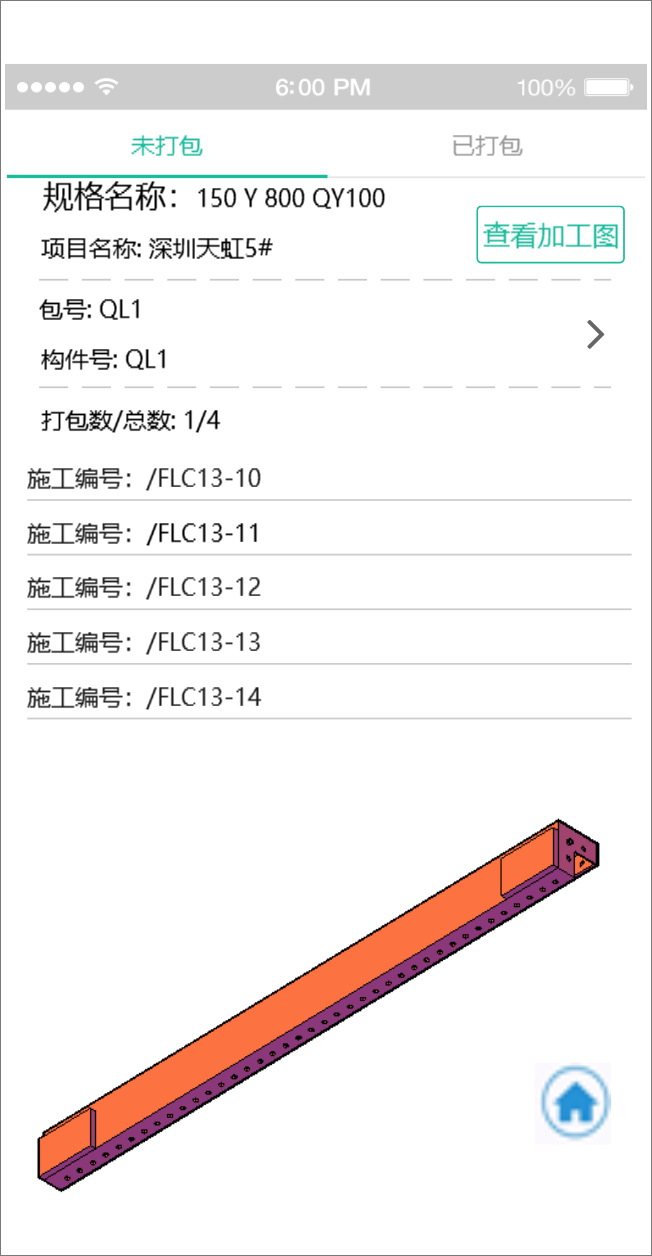 6:00 PM 100%
未打包 已打包
规格名称：150 Y 800 QY100
查看加工图
项目名称: 深圳天虹5#
包号: QL1
构件号: QL1
打包数/总数: 1/4
施工编号：/FLC13-10
施工编号：/FLC13-11
施工编号：/FLC13-12
施工编号：/FLC13-13
施工编号：/FLC13-14